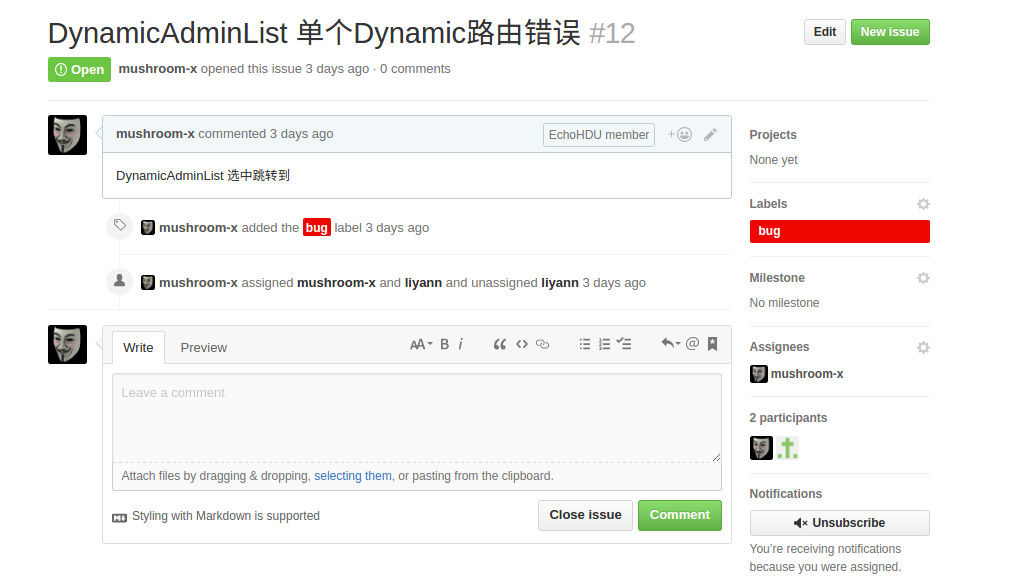 DynamicAdminList 单个Dynamic路由错误 #12
Edit
New issue
Open
mushroom-x opened this issue 3 days ago · 0 comments
mushroom-x commented 3 days ago
EchoHDU member
DynamicAdminList 选中跳转到
mushroom-x added the bug label 3 days ago
mushroom-x assigned mushroom-x and liyann and unassigned liyann 3 days ago
Write
Preview
AA B i
Leave a comment
Attach files by dragging & dropping, selecting them, or pasting from the clipboard.
Styling with Markdown is supported
Close issue
Comment
Projects
None yet
Labels
bug
Milestone
No milestone
Assignees
mushroom-x
2 participants
Notifications
Unsubscribe
You're receiving notifications
because you were assigned.